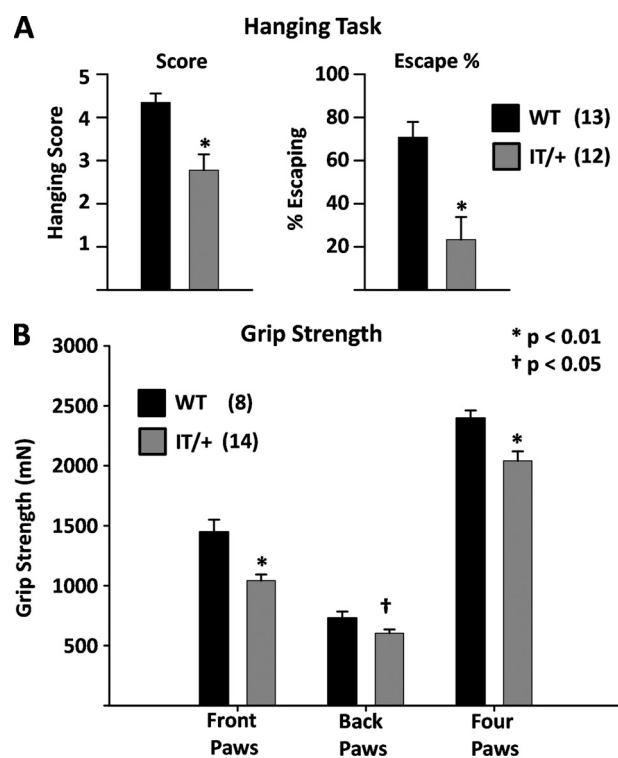 A
Hanging Task
Score
Hanging Score
5
4
3
2
1
*
Escape %
% Escaping
100
80
60
40
20
*
WT (13)
IT/+ (12)
B
Grip Strength
* p < 0.01
† p < 0.05
WT (8)
IT/+ (14)
Grip Strength (mN)
3000
2500
2000
1500
1000
500
*
†
*
Front
Paws
Back
Paws
Four
Paws